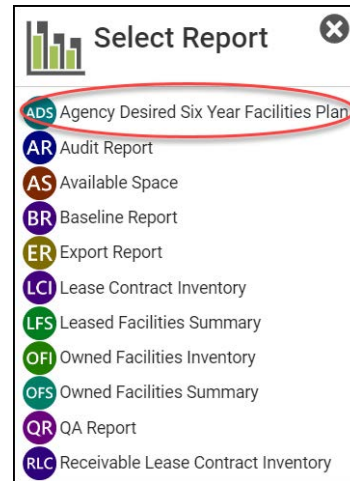 Select Report
ADS Agency Desired Six Year Facilities Plan
AR Audit Report
AS Available Space
BR Baseline Report
ER Export Report
LCI Lease Contract Inventory
LFS Leased Facilities Summary
OFI Owned Facilities Inventory
OFS Owned Facilities Summary
QR QA Report
RLC Receivable Lease Contract Inventory